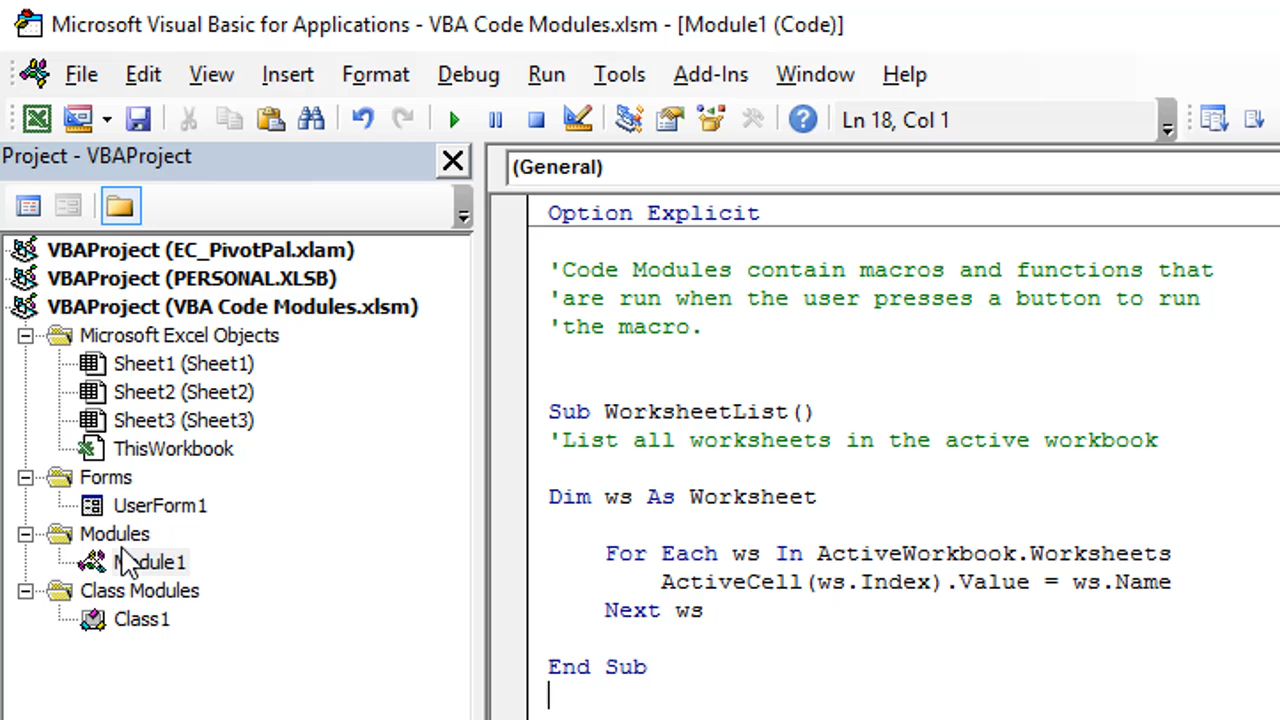 Microsoft Visual Basic for Applications - VBA Code Modules.xlsm - [Module1 (Code)]
File Edit View Insert Format Debug Run Tools Add-Ins Window Help
Ln 18, Col 1
Project - VBAProject
(General)
VBAProject (EC_PivotPal.xlam)
VBAProject (PERSONAL.XLSB)
VBAProject (VBA Code Modules.xlsm)
Microsoft Excel Objects
Sheet1 (Sheet1)
Sheet2 (Sheet2)
Sheet3 (Sheet3)
ThisWorkbook
Forms
UserForm1
Modules
Module1
Class Modules
Class1
Option Explicit
'Code Modules contain macros and functions that
'are run when the user presses a button to run
'the macro.
Sub WorksheetList()
'List all worksheets in the active workbook
Dim ws As Worksheet
For Each ws In ActiveWorkbook.Worksheets
ActiveCell(ws.Index).Value = ws.Name
Next ws
End Sub